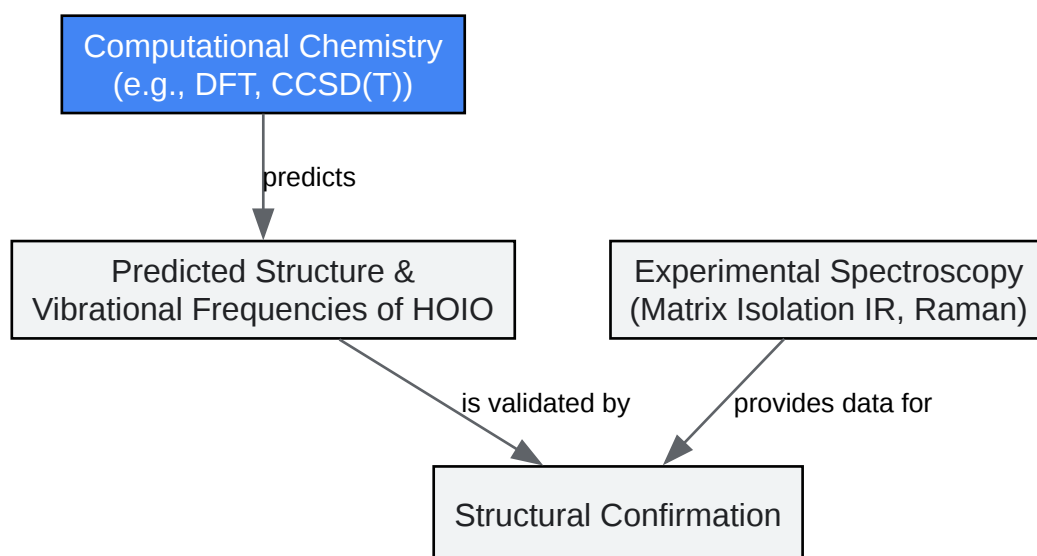 Computational Chemistry
(e.g., DFT, CCSD(T))
predicts
Predicted Structure &
Vibrational Frequencies of HOIO
Experimental Spectroscopy
(Matrix Isolation IR, Raman)
is validated by
provides data for
Structural Confirmation